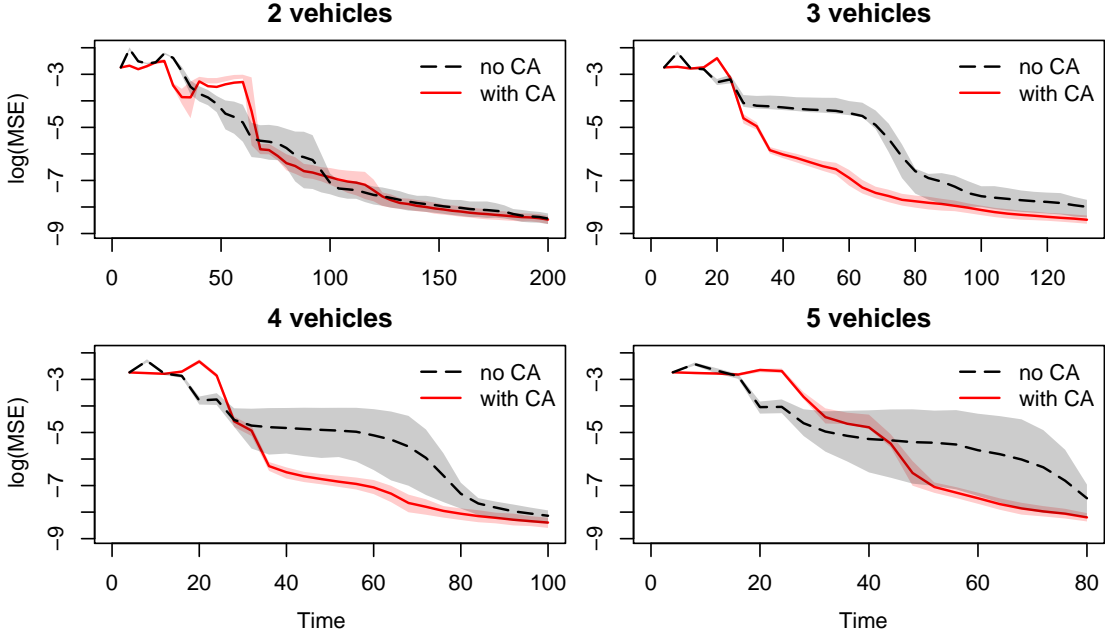 2 vehicles
3 vehicles
no CA
with CA
no CA
with CA
log(MSE)
-3
-5
-7
-9
-3
-5
-7
-9
0 50 100 150 200
0 20 40 60 80 100 120
4 vehicles
5 vehicles
no CA
with CA
no CA
with CA
log(MSE)
-3
-5
-7
-9
-3
-5
-7
-9
0 20 40 60 80 100
0 20 40 60 80
Time
Time